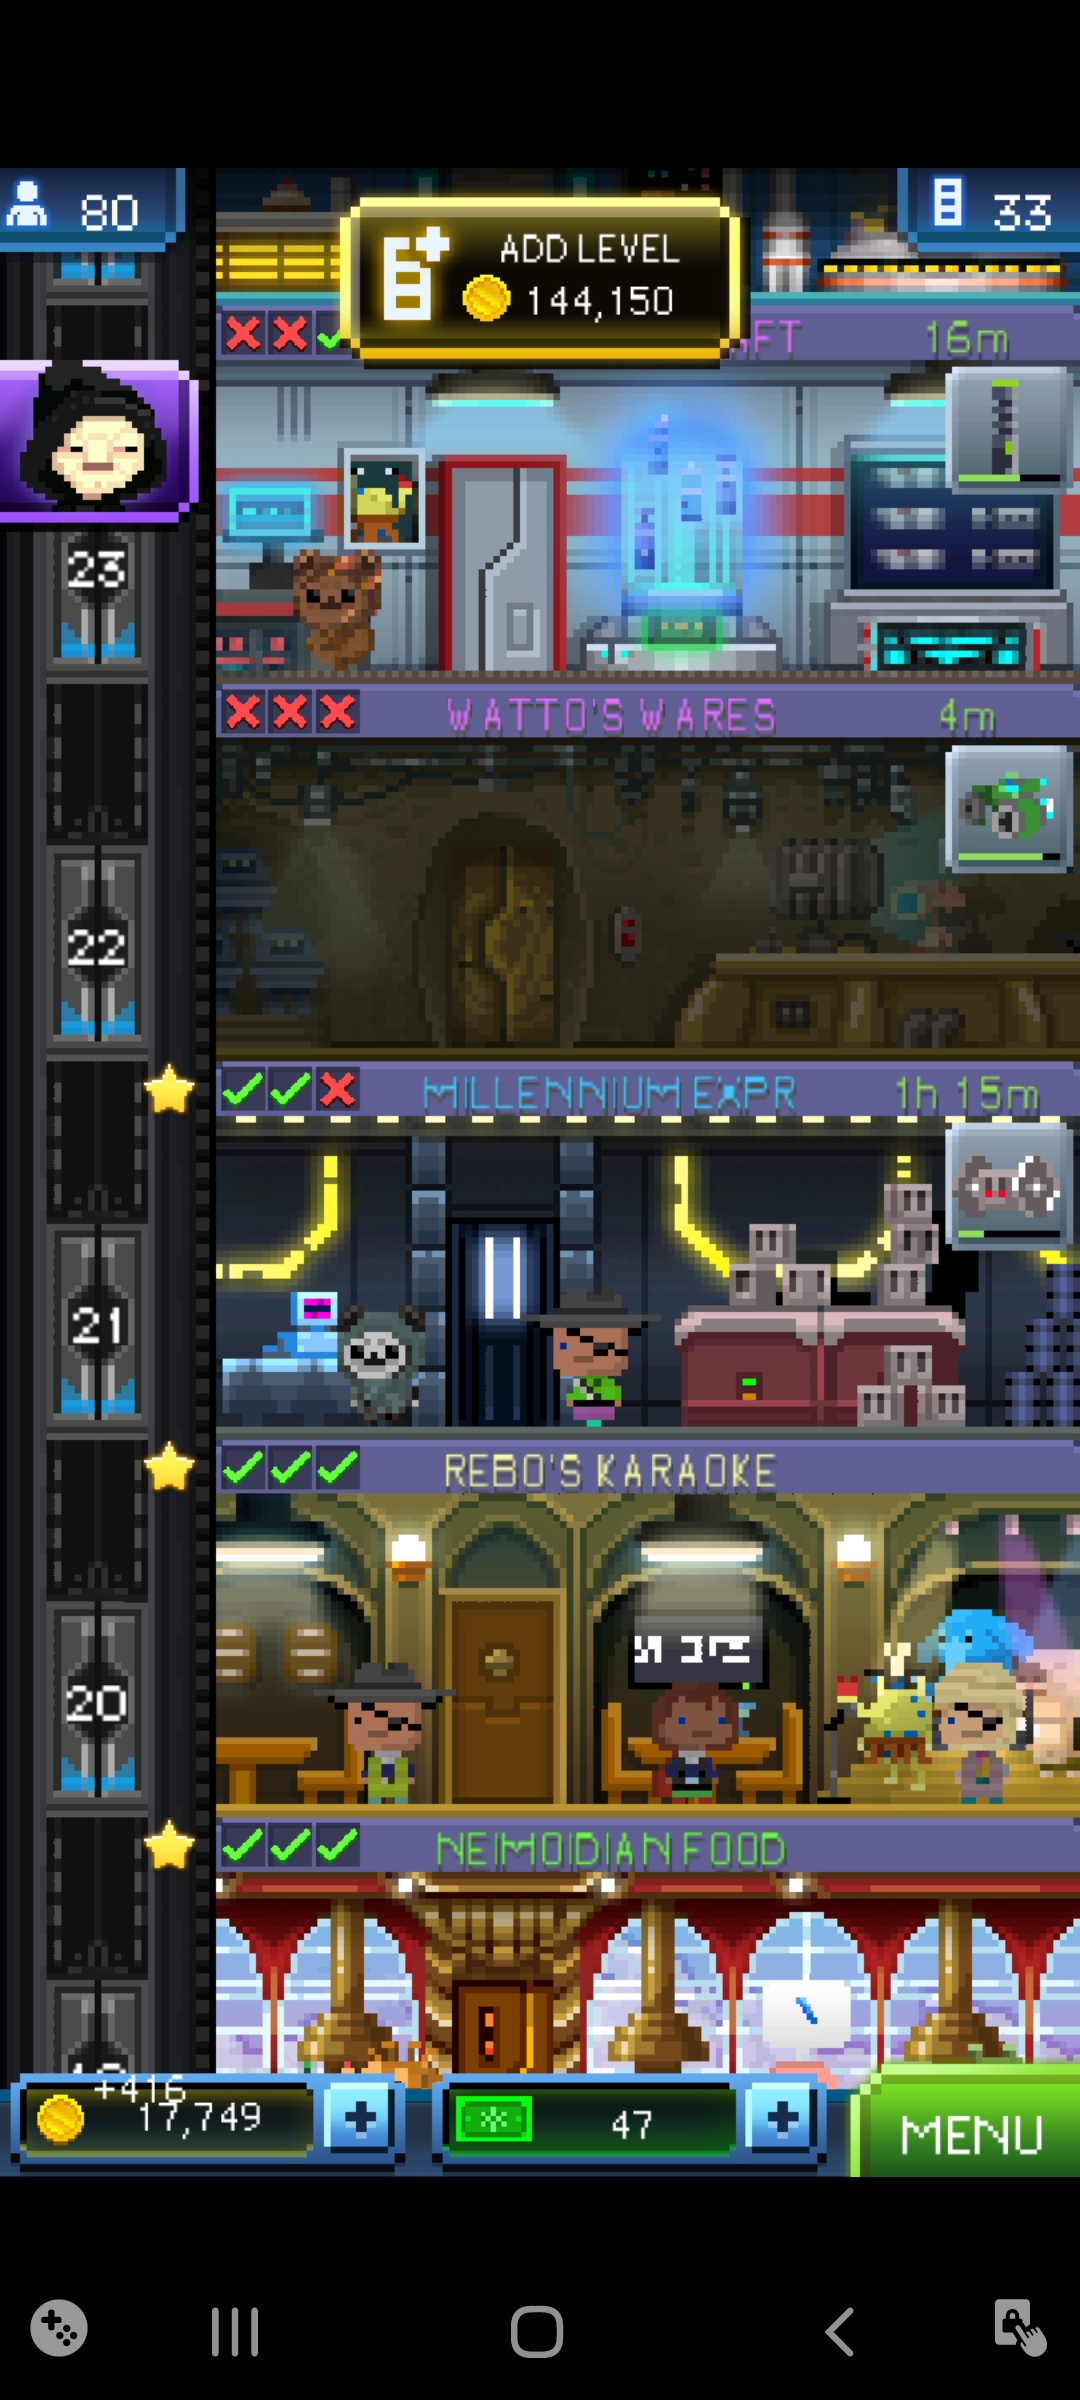 80
ADD LEVEL
144,150
33
16m
23
WATTO'S WARES
4m
22
MILLENNIUM EXPR
1h 15m
21
REBO'S KARAOKE
20
NEIMOIDIAN FOOD
+416
17,749
47
MENU